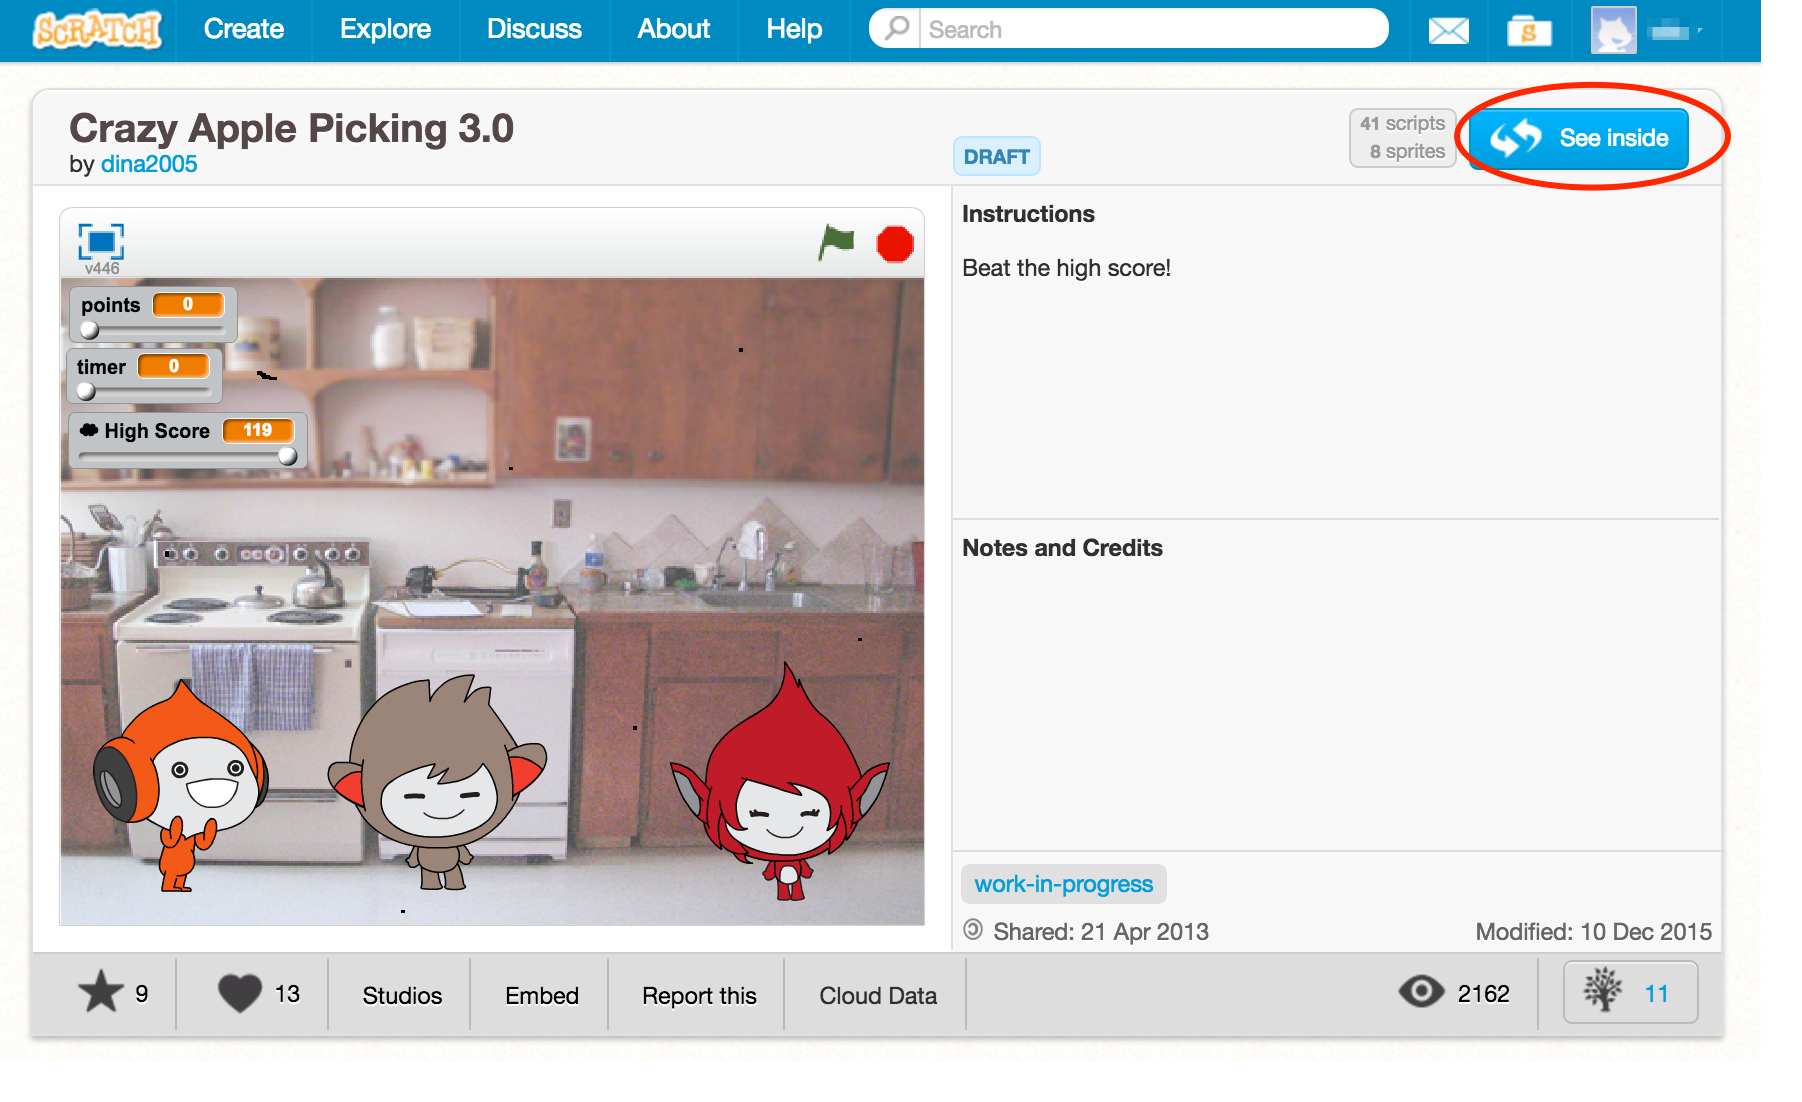 SCRATCH
Create
Explore
Discuss
About
Help
Search
S
Crazy Apple Picking 3.0
by dina2005
DRAFT
41 scripts
8 sprites
See inside
v446
points 0
timer 0
High Score 119
Instructions
Beat the high score!
Notes and Credits
work-in-progress
Shared: 21 Apr 2013
Modified: 10 Dec 2015
9
13
Studios
Embed
Report this
Cloud Data
2162
11